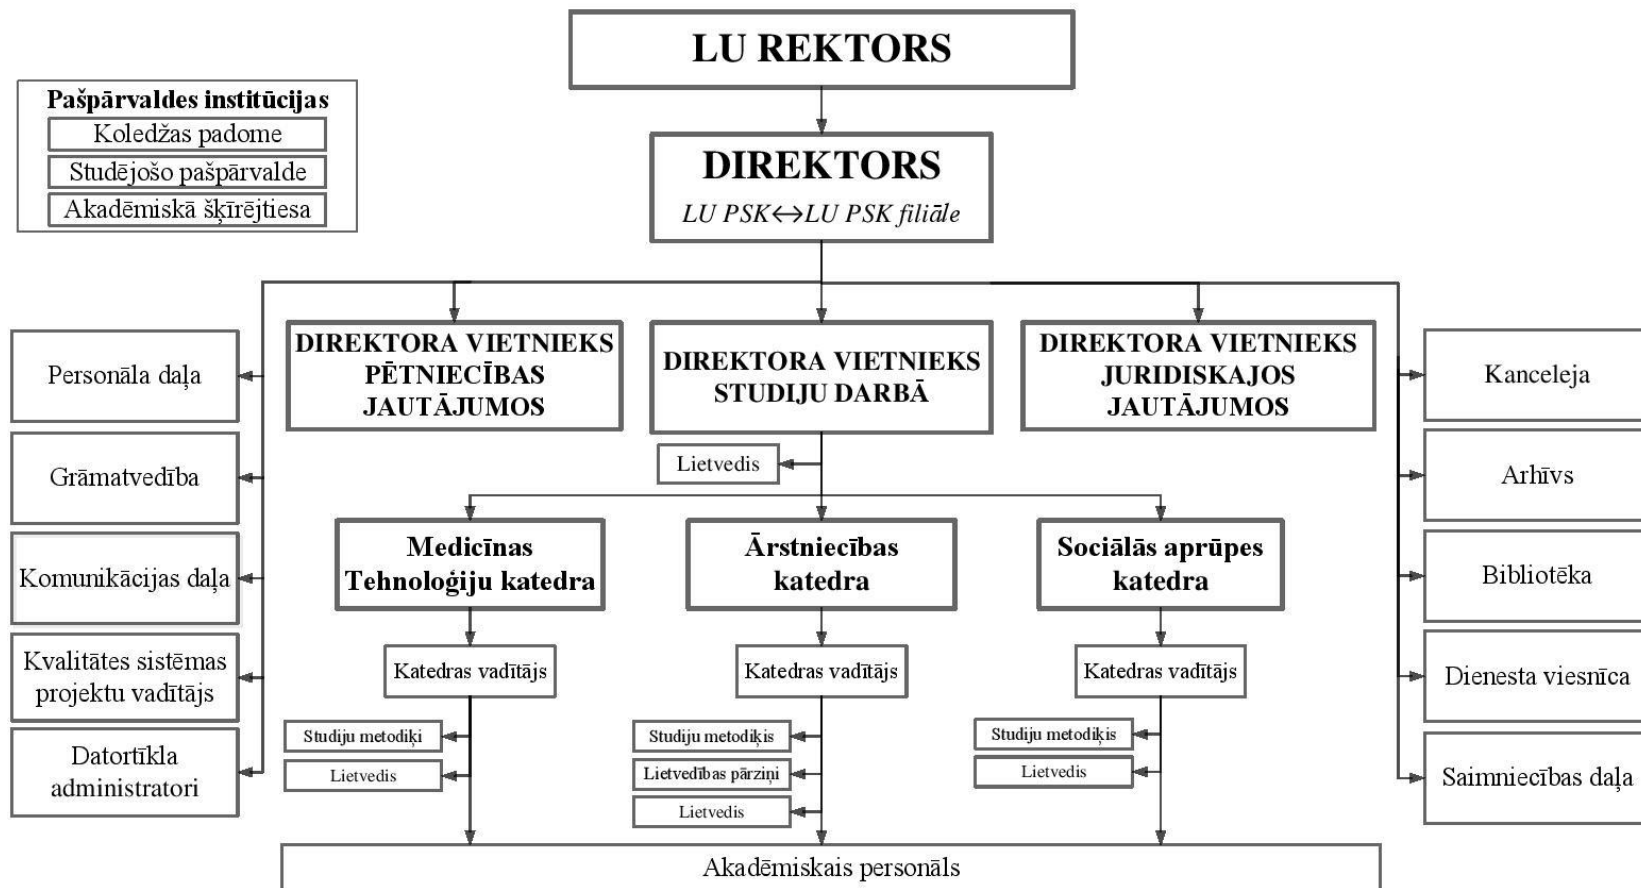 LU REKTORS
Pašpārvaldes institūcijas
Koledžas padome
Studējošo pašpārvalde
Akadēmiskā šķīrējtiesa
DIREKTORS
LU PSK↔LU PSK filiāle
DIREKTORA VIETNIEKS
PĒTNIECĪBAS
JAUTĀJUMOS
DIREKTORA VIETNIEKS
STUDIJU DARBĀ
DIREKTORA VIETNIEKS
JURIDISKAJOS
JAUTĀJUMOS
Personāla daļa
Grāmatvedība
Komunikācijas daļa
Kvalitātes sistēmas
projektu vadītājs
Datortīkla
administratori
Lietvedis
Medicīnas
Tehnoloģiju katedra
Ārstniecības
katedra
Sociālās aprūpes
katedra
Katedras vadītājs
Katedras vadītājs
Katedras vadītājs
Studiju metodiķi
Lietvedis
Studiju metodiķis
Lietvedības pārziņi
Lietvedis
Studiju metodiķis
Lietvedis
Kanceleja
Arhīvs
Bibliotēka
Dienesta viesnīca
Saimniecības daļa
Akadēmiskais personāls